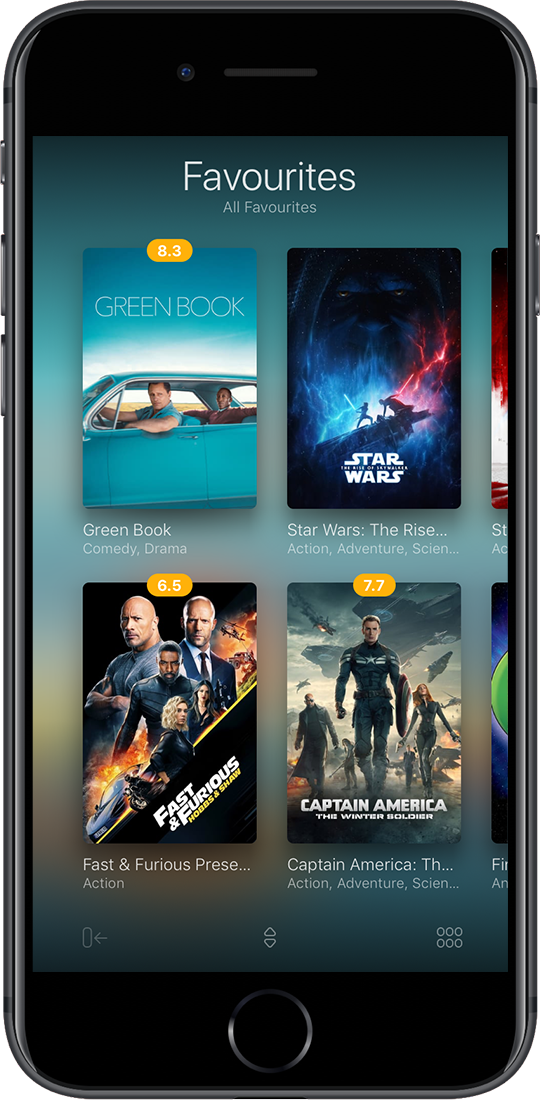 Favourites
All Favourites
8.3
GREEN BOOK
STAR
THE RISE OF SKYWALKER
WARS
Green Book
Comedy, Drama
Star Wars: The Rise...
Action, Adventure, Scien...
St
Ac
6.5
7.7
FAST
& FURIOUS
HOBBS & SHAW
CAPTAIN AMERICA
THE WINTER SOLDIER
Fast & Furious Prese...
Action
Captain America: Th...
Action, Adventure, Scien...
Fi
An